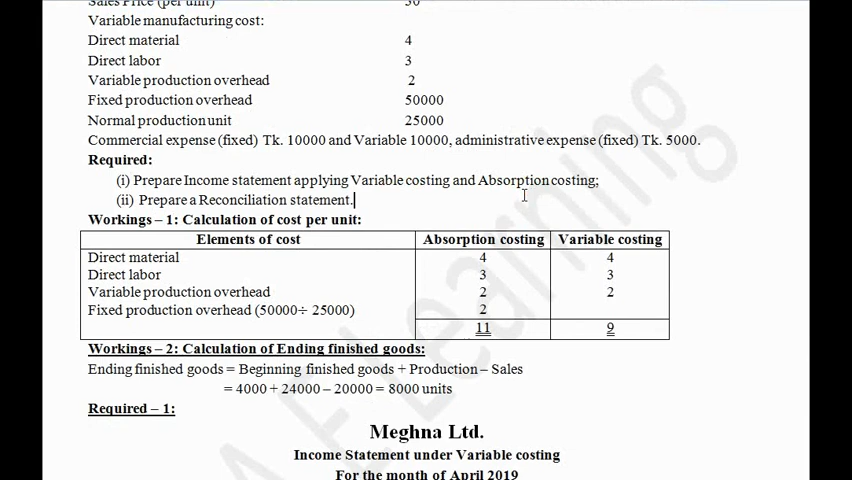 Sales Price (per unit) 50
Variable manufacturing cost:
Direct material 4
Direct labor 3
Variable production overhead 2
Fixed production overhead 50000
Normal production unit 25000
Commercial expense (fixed) Tk. 10000 and Variable 10000, administrative expense (fixed) Tk. 5000.
Required:
(i) Prepare Income statement applying Variable costing and Absorption costing;
(ii) Prepare a Reconciliation statement.
Workings – 1: Calculation of cost per unit:
Elements of cost Absorption costing Variable costing
Direct material 4 4
Direct labor 3 3
Variable production overhead 2 2
Fixed production overhead (50000÷ 25000) 2
11 9
Workings – 2: Calculation of Ending finished goods:
Ending finished goods = Beginning finished goods + Production – Sales
= 4000 + 24000 – 20000 = 8000 units
Required – 1:
Meghna Ltd.
Income Statement under Variable costing
For the month of April 2019
A E Learning